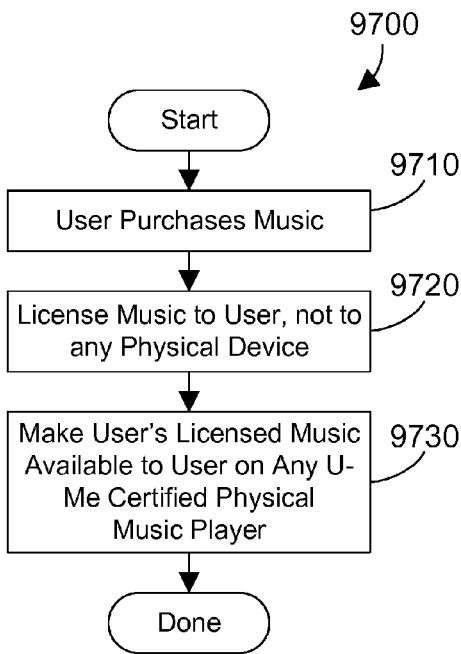 9700
Start
9710
User Purchases Music
9720
License Music to User, not to
any Physical Device
9730
Make User's Licensed Music
Available to User on Any U-
Me Certified Physical
Music Player
Done